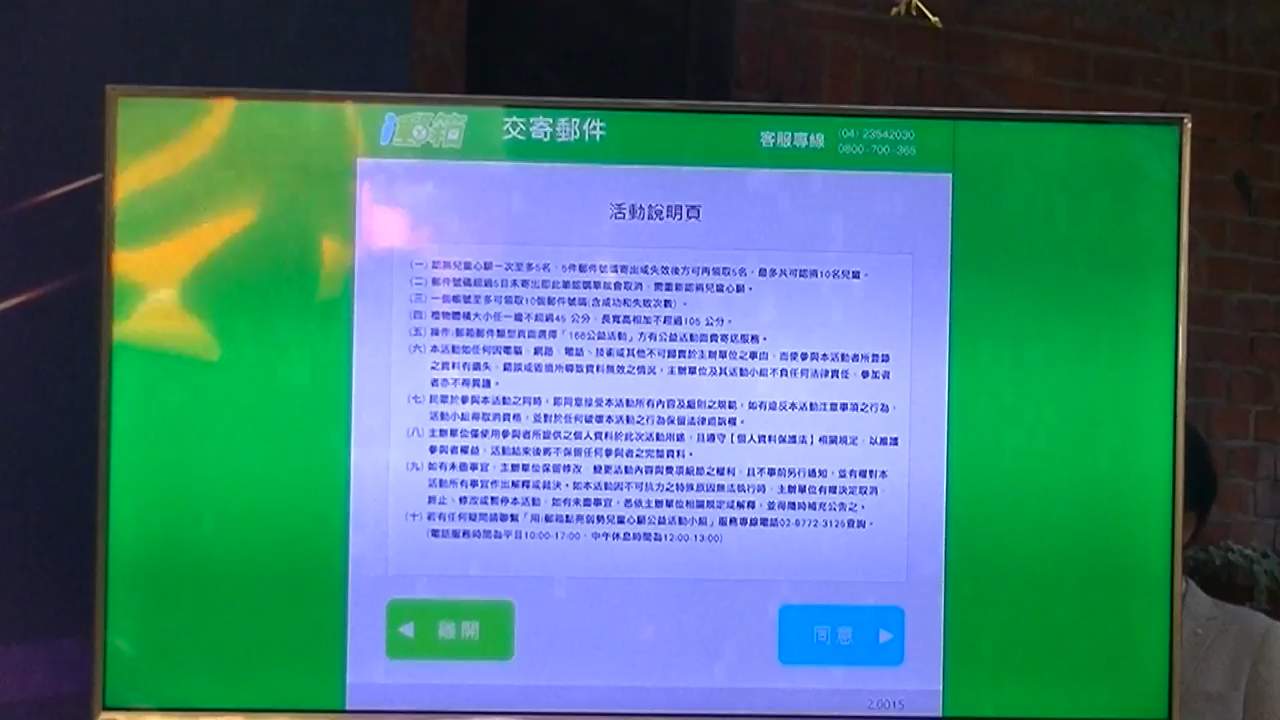 i郵箱
交寄郵件
客服專線
(04) 23542030
0800-700-365
活動說明頁
(一) 認捐兒童心願一次至多5名，5件郵件號碼寄出或失效後方可再領取5名，最多共可認捐10名兒童。
(二) 郵件號碼超過5日未寄出即此筆認購單就會取消，需重新認捐兒童心願。
(三) 一個帳號至多可領取10個郵件號碼(含成功和失敗次數)。
(四) 禮物體積大小任一邊不超過45 公分，長寬高相加不超過105 公分。
(五) 操作i郵箱郵件類型頁面選擇「168公益活動」方有公益活動面費寄送服務。
(六) 本活動如任何因電腦、網路、電話、技術或其他不可歸責於主辦單位之事由，而使參與本活動者所登錄
之資料有遺失、錯誤或毀損所導致資料無效之情況，主辦單位及其活動小組不負任何法律責任，參加者
者亦不得異議。
(七) 民眾於參與本活動之同時，即同意接受本活動所有內容及細則之規範，如有違反本活動注意事項之行為，
活動小組得取消資格，並對於任何破壞本活動之行為保留法律追訴權。
(八) 主辦單位僅使用參與者所提供之個人資料於此次活動用途，且遵守【個人資料保護法】相關規定，以維護
參與者權益，活動結束後將不保留任何參與者之完整資料。
(九) 如有未盡事宜，主辦單位保留修改、變更活動內容與獎項細節之權利，且不事前另行通知，並有權對本
活動所有事宜作出解釋或裁決。如本活動因不可抗力之特殊原因無法執行時，主辦單位有權決定取消、
終止、修改或暫停本活動。如有未盡事宜，悉依主辦單位相關規定或解釋，並得隨時補充公告之。
(十) 若有任何疑問請聯繫「用i郵箱點亮弱勢兒童心願公益活動小組」服務專線電話02-8772-3126查詢。
(電話服務時間為平日10:00-17:00，中午休息時間為12:00-13:00)
離開
同意
2.0015